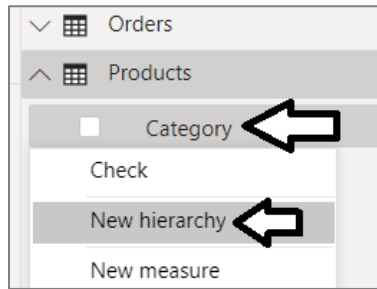 Orders
Products
Category
Check
New hierarchy
New measure